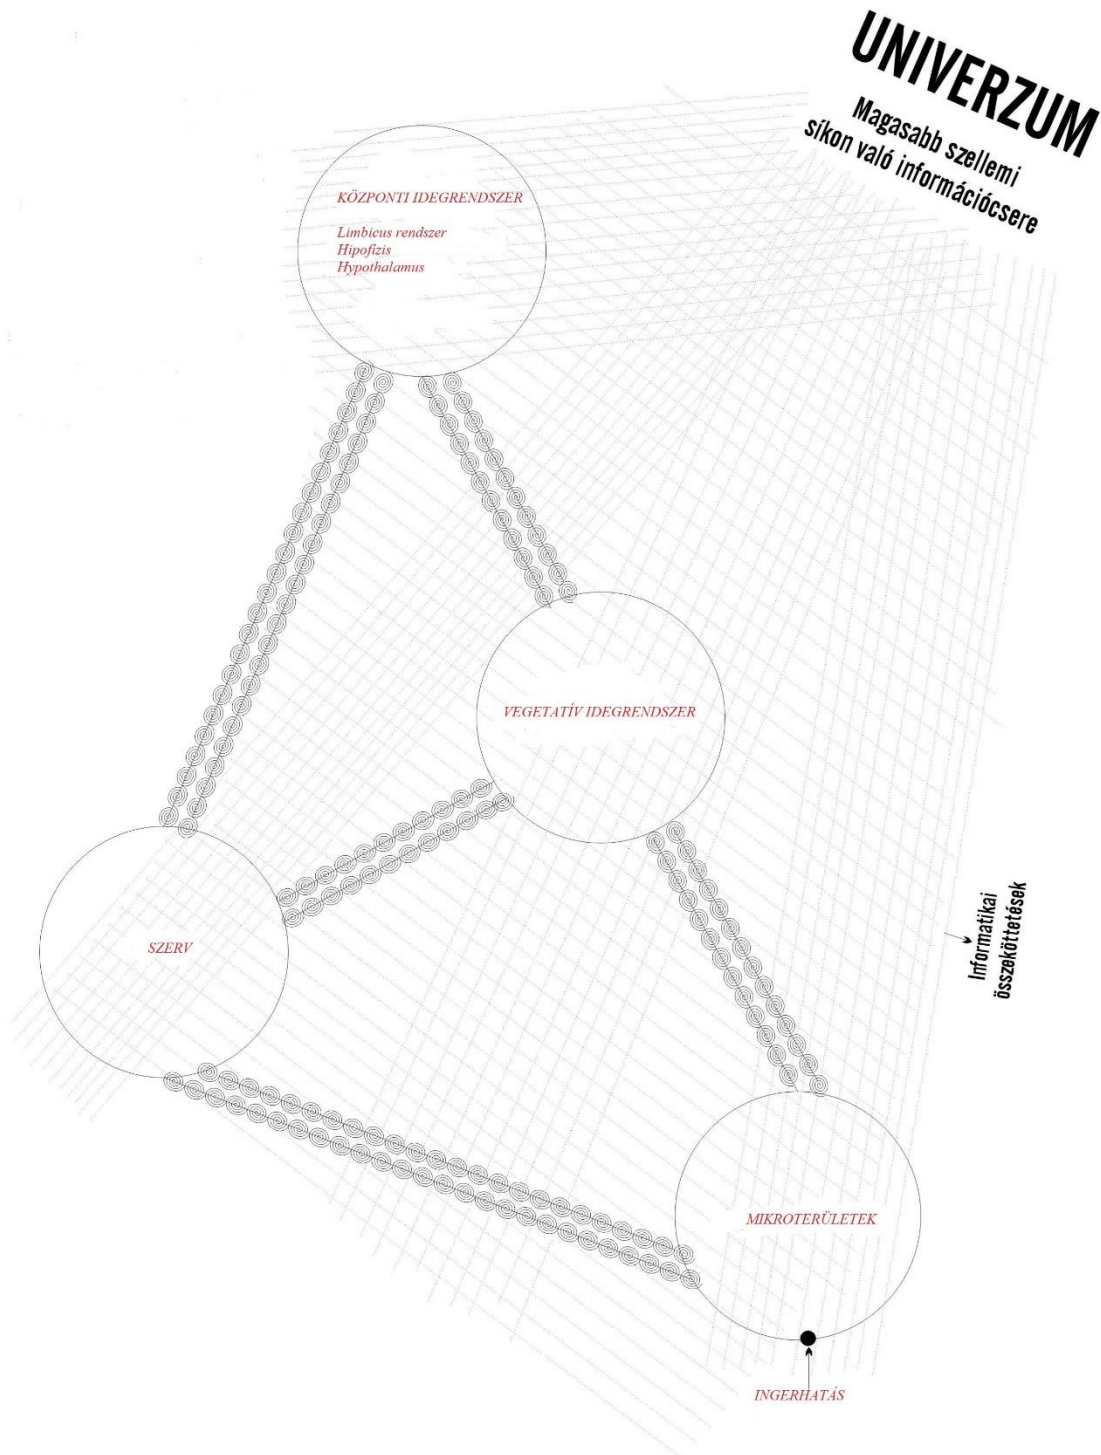 UNIVERZUM
Magasabb szellemi
síkon való információcsere
KÖZPONTI IDEGRENDSZER
Limbicus rendszer
Hipofízis
Hypothalamus
VEGETATÍV IDEGRENDSZER
Informatikai
összeköttetések
SZERV
MIKROTERÜLETEK
INGERHATÁS